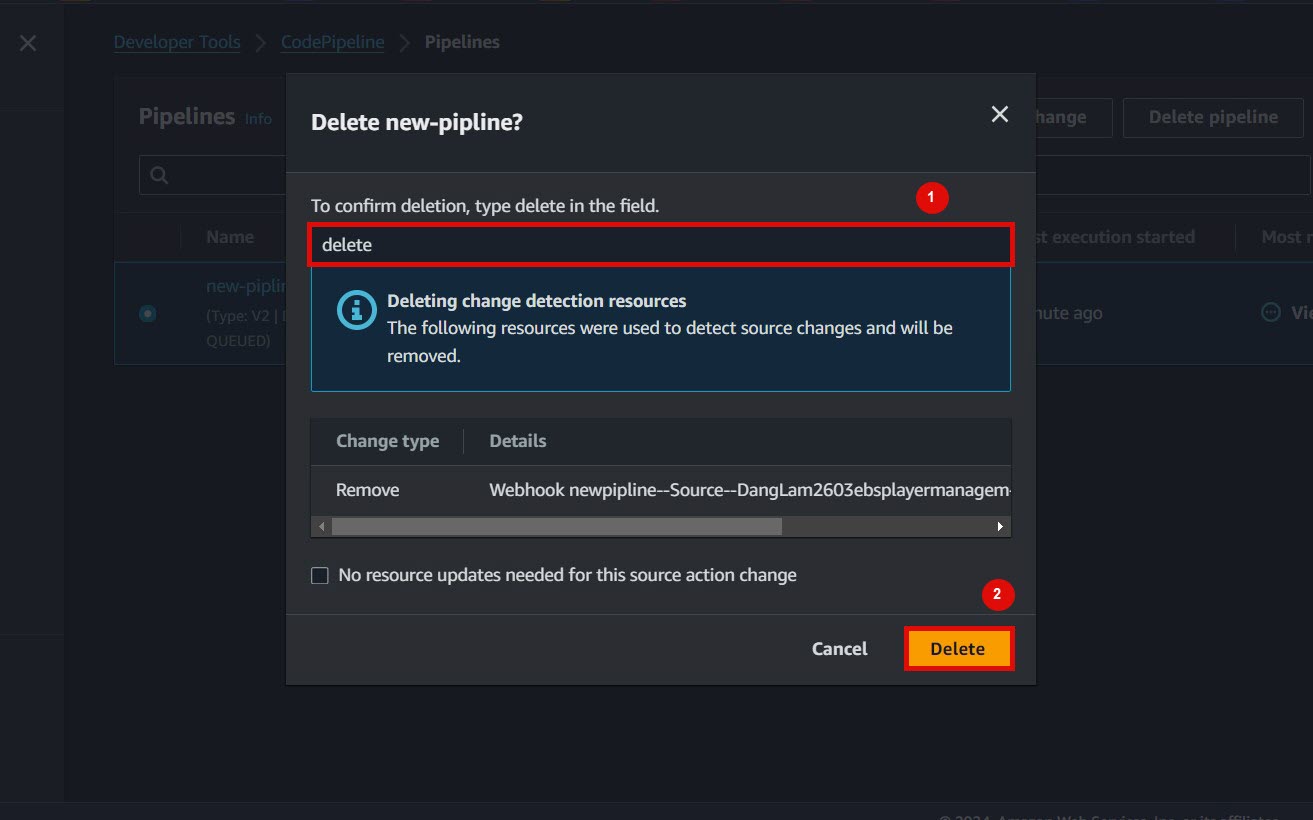 Developer Tools > CodePipeline > Pipelines
Pipelines Info
hange
Delete pipeline
Name
st execution started
Most r
new-piplin
(Type: V2 |
QUEUED)
nute ago
Vie
Delete new-pipline?
To confirm deletion, type delete in the field.
1
delete
Deleting change detection resources
The following resources were used to detect source changes and will be
removed.
Change type
Details
Remove
Webhook newpipline--Source--DangLam2603ebsplayermanagem
No resource updates needed for this source action change
2
Cancel
Delete
© 2024, Amazon Web Services, Inc. or its affiliates.